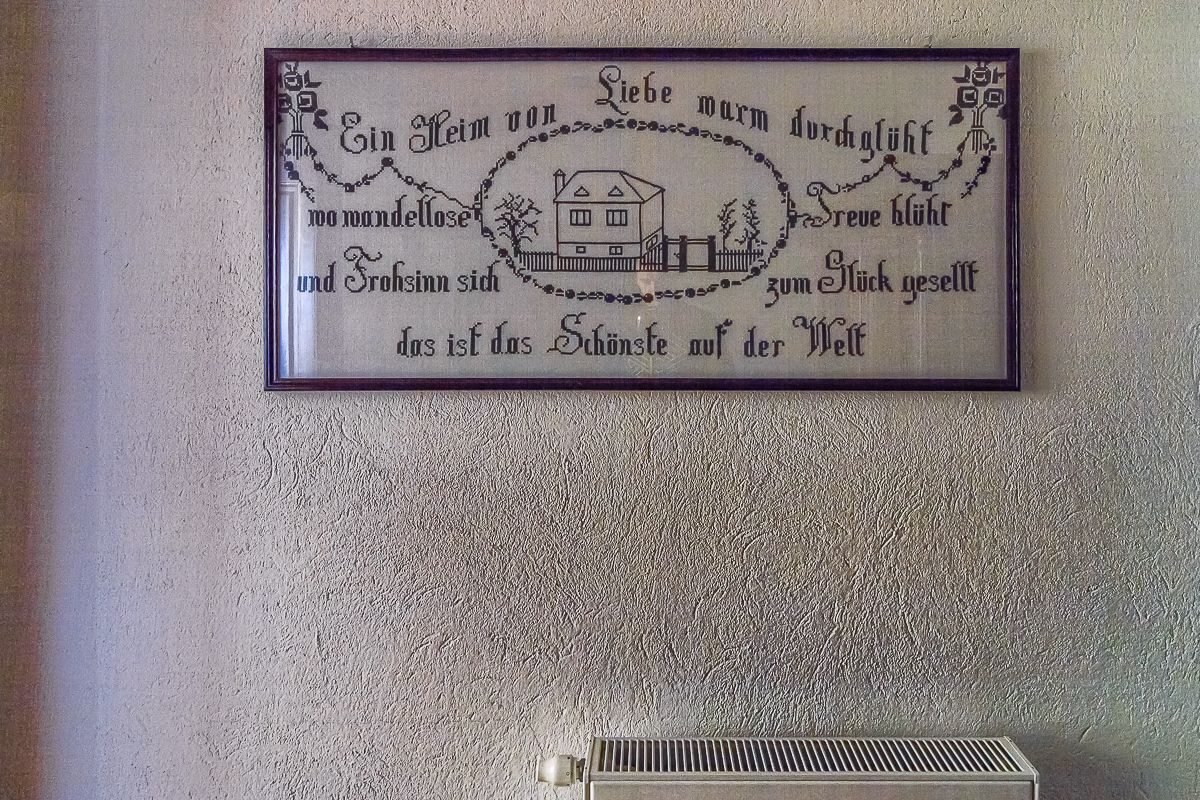 Ein Heim von Liebe warm durchglüht
wo wandellose Treue blüht
und Frohsinn sich zum Glück gesellt
das ist das Schönste auf der Welt